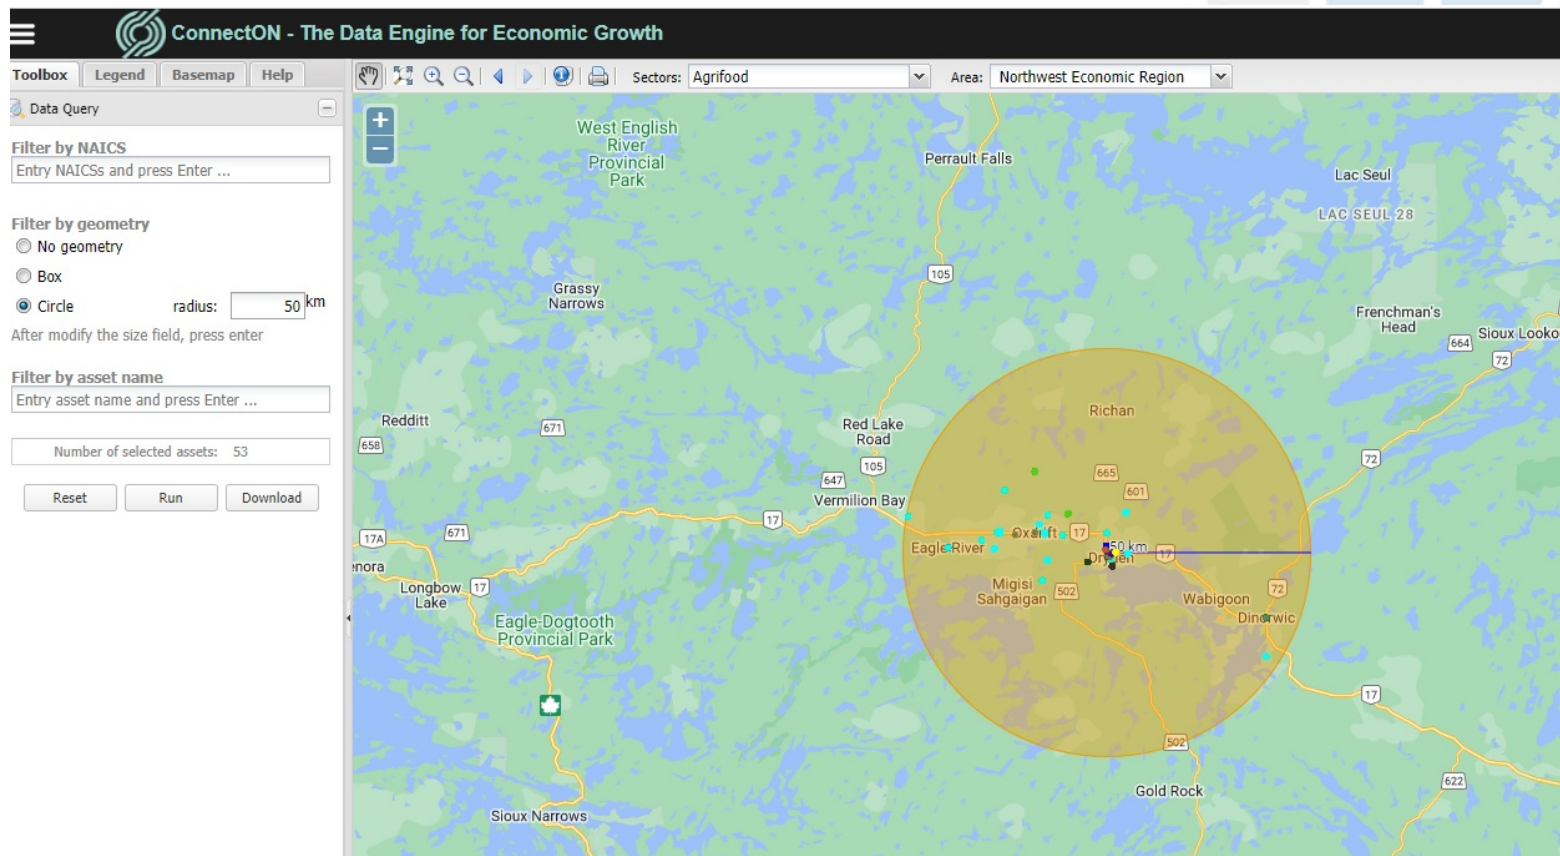 ConnectON - The Data Engine for Economic Growth
Toolbox
Legend
Basemap
Help
Sectors:
Agrifood
Area:
Northwest Economic Region
Data Query
Filter by NAICS
Entry NAICSs and press Enter ...
Filter by geometry
No geometry
Box
Circle
radius:
50
km
After modify the size field, press enter
Filter by asset name
Entry asset name and press Enter ...
Number of selected assets: 53
Reset
Run
Download
+
−
West English
River
Provincial
Park
Perrault Falls
Lac Seul
LAC SEUL 28
105
Grassy
Narrows
Frenchman's
Head
664
Sioux Looko
72
Richan
Redditt
671
658
Red Lake
Road
105
72
665
647
601
Vermilion Bay
17
17A
671
Oxdrift
17
Eagle River
50 km
Dryden
17
enora
Longbow
Lake
17
Migisi
Sahgaigan
502
Wabigoon
72
Dinorwic
Eagle-Dogtooth
Provincial Park
17
502
622
Gold Rock
Sioux Narrows